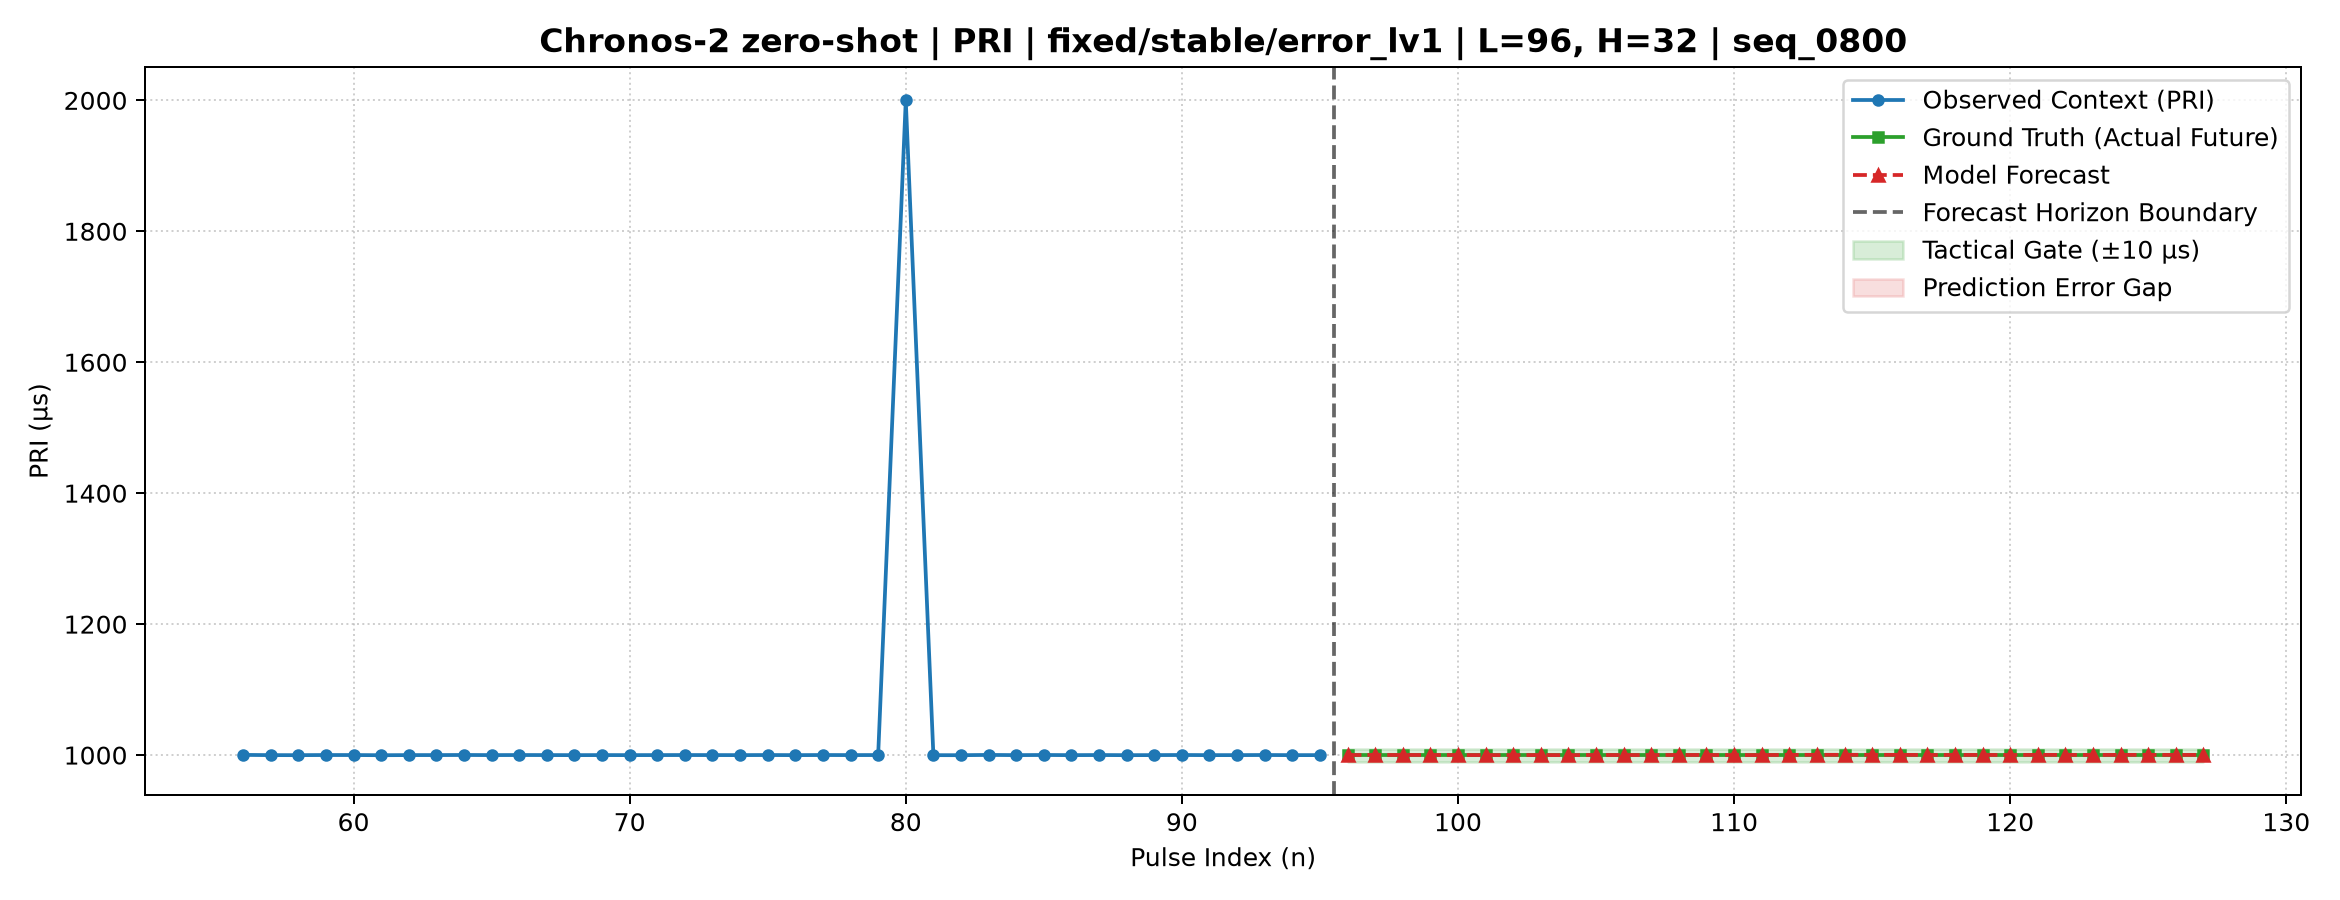 Chronos-2 zero-shot | PRI | fixed/stable/error_lv1 | L=96, H=32 | seq_0800
Observed Context (PRI)
Ground Truth (Actual Future)
Model Forecast
Forecast Horizon Boundary
Tactical Gate (±10 µs)
Prediction Error Gap
PRI (µs)
2000
1800
1600
1400
1200
1000
60 70 80 90 100 110 120 130
Pulse Index (n)